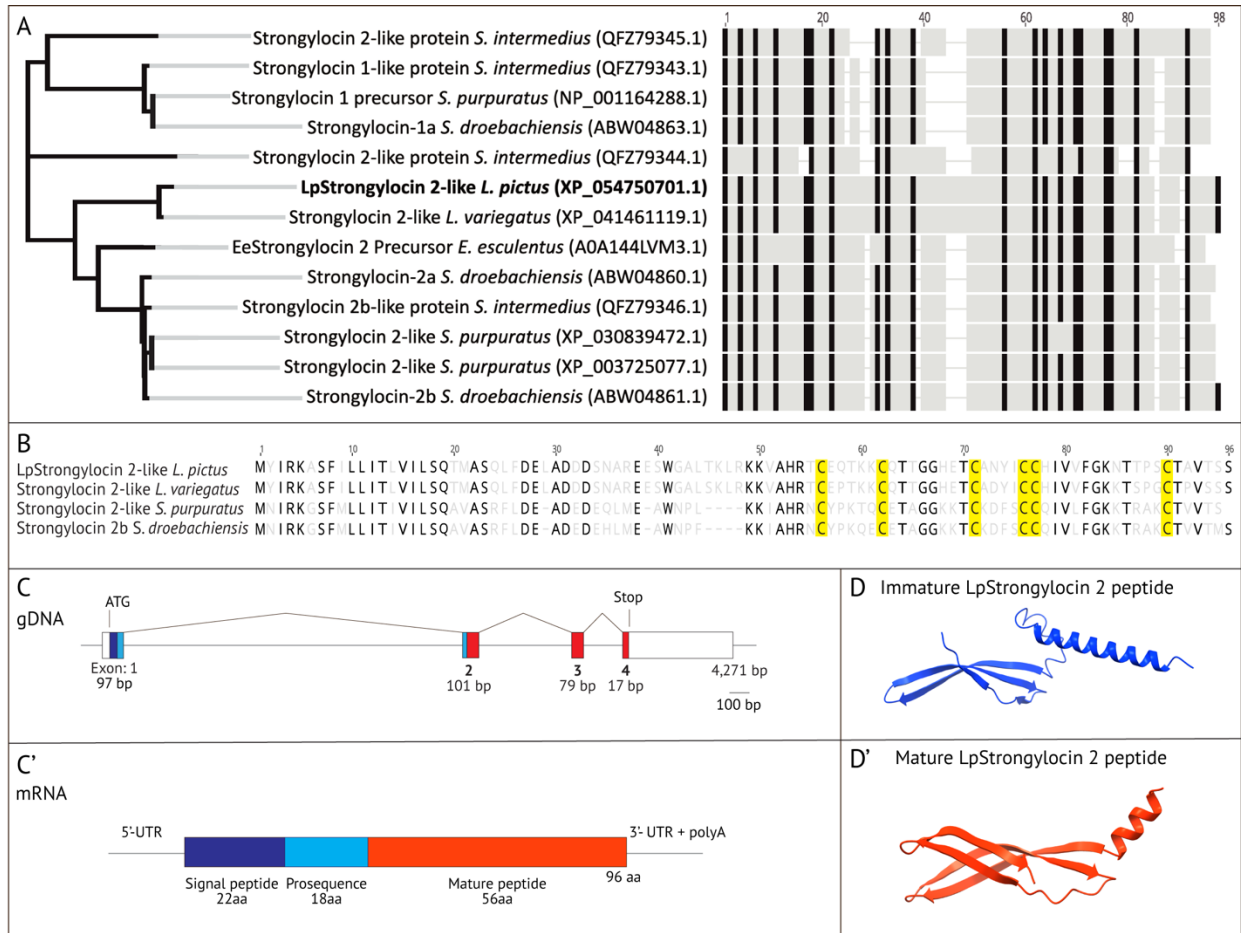 A
1 20 40 60 80 98
Strongylocin 2-like protein S. intermedius (QFZ79345.1)
Strongylocin 1-like protein S. intermedius (QFZ79343.1)
Strongylocin 1 precursor S. purpuratus (NP_001164288.1)
Strongylocin-1a S. droebachiensis (ABW04863.1)
Strongylocin 2-like protein S. intermedius (QFZ79344.1)
LpStrongylocin 2-like L. pictus (XP_054750701.1)
Strongylocin 2-like L. variegatus (XP_041461119.1)
EeStrongylocin 2 Precursor E. esculentus (A0A144LVM3.1)
Strongylocin-2a S. droebachiensis (ABW04860.1)
Strongylocin 2b-like protein S. intermedius (QFZ79346.1)
Strongylocin 2-like S. purpuratus (XP_030839472.1)
Strongylocin 2-like S. purpuratus (XP_003725077.1)
Strongylocin-2b S. droebachiensis (ABW04861.1)
B
1 10 20 30 40 50 60 70 80 90 96
LpStrongylocin 2-like L. pictus MYIRKASFILLITLVILSQTMASQLFDELADDDSNAREESWGALTKLRKKVAHRTCEQTKKCQTTGGHETCANYICCHIVVFGKNTTPSCTAVTSS
Strongylocin 2-like L. variegatus MYIRKASFILLITLVILSQTMASQLFDELADDDSNAREESWGALSKLRKKVAHRTCEPTKKCQTTGGHETCADYICCHIVVFGKKTSPGCTPVSSS
Strongylocin 2-like S. purpuratus
Strongylocin 2b S. droebachiensis
C
gDNA
ATG
Stop
Exon: 1 2 3 4 4,271 bp
97 bp 101 bp 79 bp 17 bp
100 bp
C'
mRNA
5'-UTR
3'- UTR + polyA
96 aa
Signal peptide Prosequence Mature peptide
22aa 18aa 56aa
D
Immature LpStrongylocin 2 peptide
D'
Mature LpStrongylocin 2 peptide